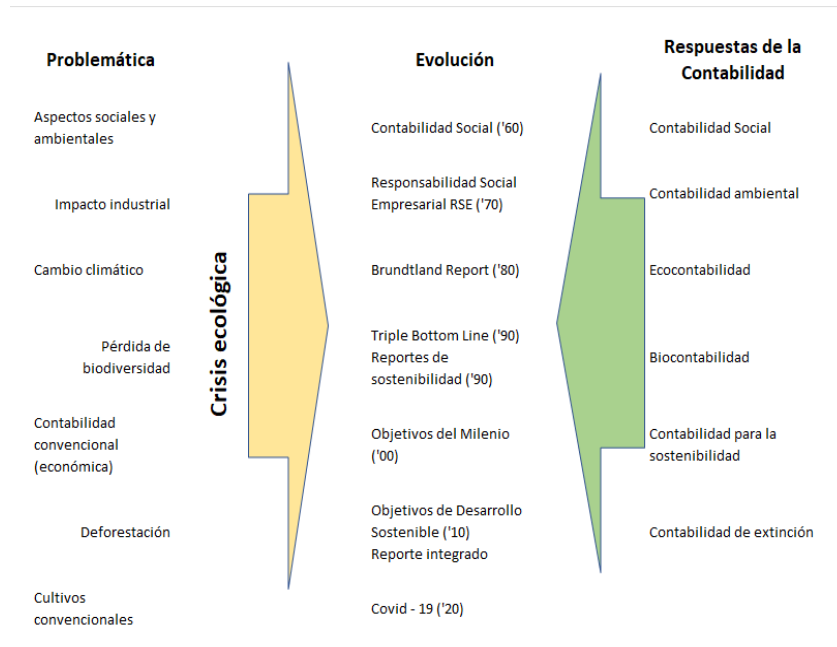 Problemática
Aspectos sociales y
ambientales
Impacto industrial
Cambio climático
Pérdida de
biodiversidad
Contabilidad
convencional
(económica)
Deforestación
Cultivos
convencionales
Crisis ecológica
Evolución
Contabilidad Social ('60)
Responsabilidad Social
Empresarial RSE ('70)
Brundtland Report ('80)
Triple Bottom Line ('90)
Reportes de
sostenibilidad ('90)
Objetivos del Milenio
('00)
Objetivos de Desarrollo
Sostenible ('10)
Reporte integrado
Covid - 19 ('20)
Respuestas de la
Contabilidad
Contabilidad Social
Contabilidad ambiental
Ecocontabilidad
Biocontabilidad
Contabilidad para la
sostenibilidad
Contabilidad de extinción